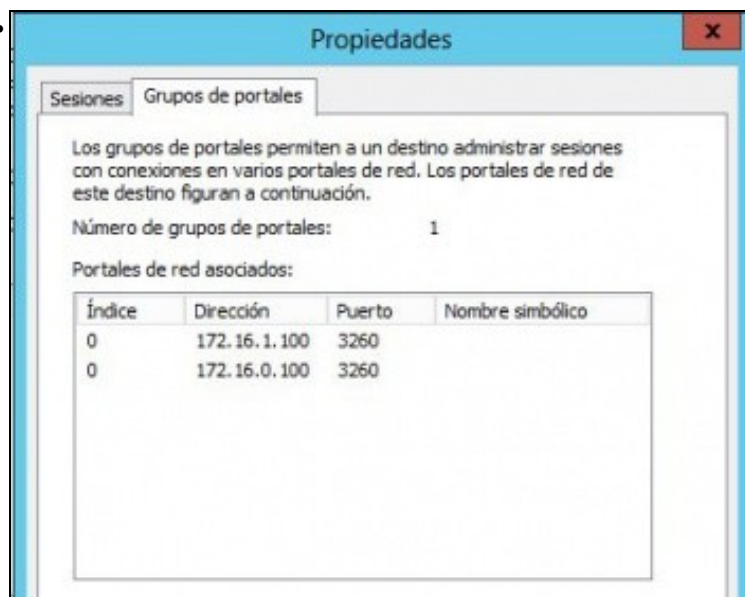 Propiedades
x
Sesiones Grupos de portales
Los grupos de portales permiten a un destino administrar sesiones
con conexiones en varios portales de red. Los portales de red de
este destino figuran a continuación.
Número de grupos de portales: 1
Portales de red asociados:
Índice Dirección Puerto Nombre simbólico
0 172.16.1.100 3260
0 172.16.0.100 3260